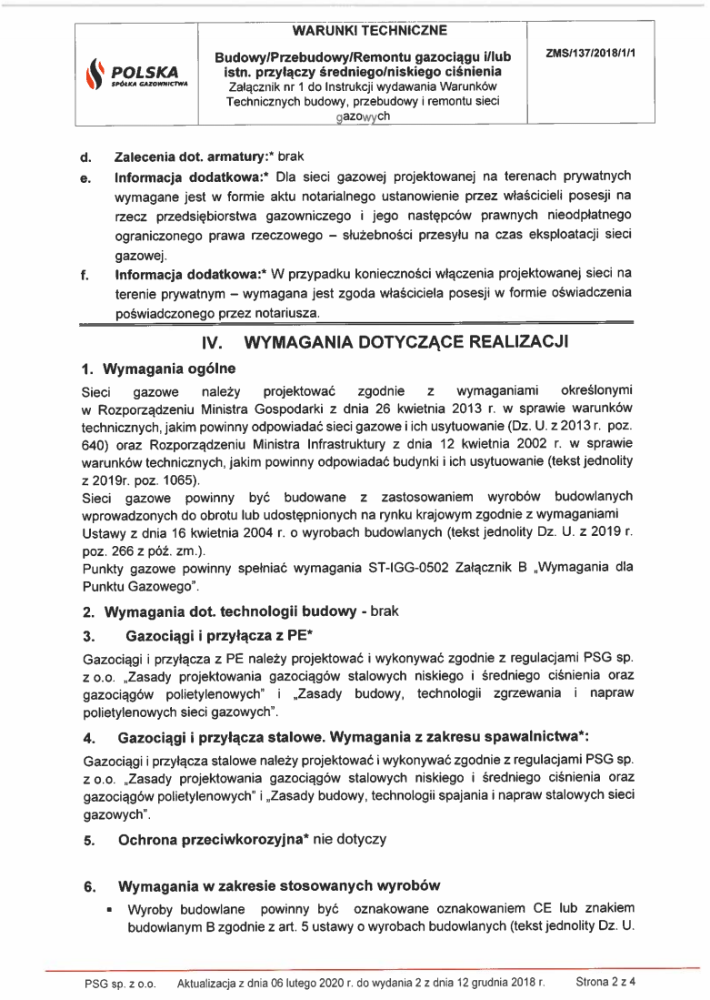 POLSKA
SPÓŁKA GAZOWNICTWA
WARUNKI TECHNICZNE
Budowy/Przebudowy/Remontu gazociągu i/lub
istn. przyłączy średniego/niskiego ciśnienia
Załącznik nr 1 do Instrukcji wydawania Warunków
Technicznych budowy, przebudowy i remontu sieci
gazowych
ZMS/137/2018/1/1
d. Zalecenia dot. armatury:* brak
e. Informacja dodatkowa:* Dla sieci gazowej projektowanej na terenach prywatnych
wymagane jest w formie aktu notarialnego ustanowienie przez właścicieli posesji na
rzecz przedsiębiorstwa gazowniczego i jego następców prawnych nieodpłatnego
ograniczonego prawa rzeczowego – służebności przesyłu na czas eksploatacji sieci
gazowej.
f. Informacja dodatkowa:* W przypadku konieczności włączenia projektowanej sieci na
terenie prywatnym – wymagana jest zgoda właściciela posesji w formie oświadczenia
poświadczonego przez notariusza.
IV. WYMAGANIA DOTYCZĄCE REALIZACJI
1. Wymagania ogólne
Sieci gazowe należy projektować zgodnie z wymaganiami określonymi
w Rozporządzeniu Ministra Gospodarki z dnia 26 kwietnia 2013 r. w sprawie warunków
technicznych, jakim powinny odpowiadać sieci gazowe i ich usytuowanie (Dz. U. z 2013 r. poz.
640) oraz Rozporządzeniu Ministra Infrastruktury z dnia 12 kwietnia 2002 r. w sprawie
warunków technicznych, jakim powinny odpowiadać budynki i ich usytuowanie (tekst jednolity
z 2019r. poz. 1065).
Sieci gazowe powinny być budowane z zastosowaniem wyrobów budowlanych
wprowadzonych do obrotu lub udostępnionych na rynku krajowym zgodnie z wymaganiami
Ustawy z dnia 16 kwietnia 2004 r. o wyrobach budowlanych (tekst jednolity Dz. U. z 2019 r.
poz. 266 z póź. zm.).
Punkty gazowe powinny spełniać wymagania ST-IGG-0502 Załącznik B „Wymagania dla
Punktu Gazowego".
2. Wymagania dot. technologii budowy - brak
3. Gazociągi i przyłącza z PE*
Gazociągi i przyłącza z PE należy projektować i wykonywać zgodnie z regulacjami PSG sp.
z o.o. „Zasady projektowania gazociągów stalowych niskiego i średniego ciśnienia oraz
gazociągów polietylenowych" i „Zasady budowy, technologii zgrzewania i napraw
polietylenowych sieci gazowych".
4. Gazociągi i przyłącza stalowe. Wymagania z zakresu spawalnictwa*:
Gazociągi i przyłącza stalowe należy projektować i wykonywać zgodnie z regulacjami PSG sp.
z o.o. „Zasady projektowania gazociągów stalowych niskiego i średniego ciśnienia oraz
gazociągów polietylenowych" i „Zasady budowy, technologii spajania i napraw stalowych sieci
gazowych".
5. Ochrona przeciwkorozyjna* nie dotyczy
6. Wymagania w zakresie stosowanych wyrobów
▪ Wyroby budowlane powinny być oznakowane oznakowaniem CE lub znakiem
budowlanym B zgodnie z art. 5 ustawy o wyrobach budowlanych (tekst jednolity Dz. U.
PSG sp. z o.o. Aktualizacja z dnia 06 lutego 2020 r. do wydania 2 z dnia 12 grudnia 2018 r. Strona 2 z 4